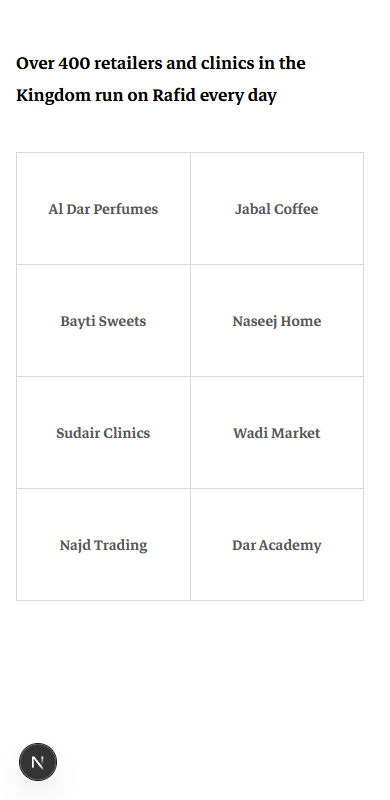 Over 400 retailers and clinics in the
Kingdom run on Rafid every day
Al Dar Perfumes
Jabal Coffee
Bayti Sweets
Naseej Home
Sudair Clinics
Wadi Market
Najd Trading
Dar Academy
N